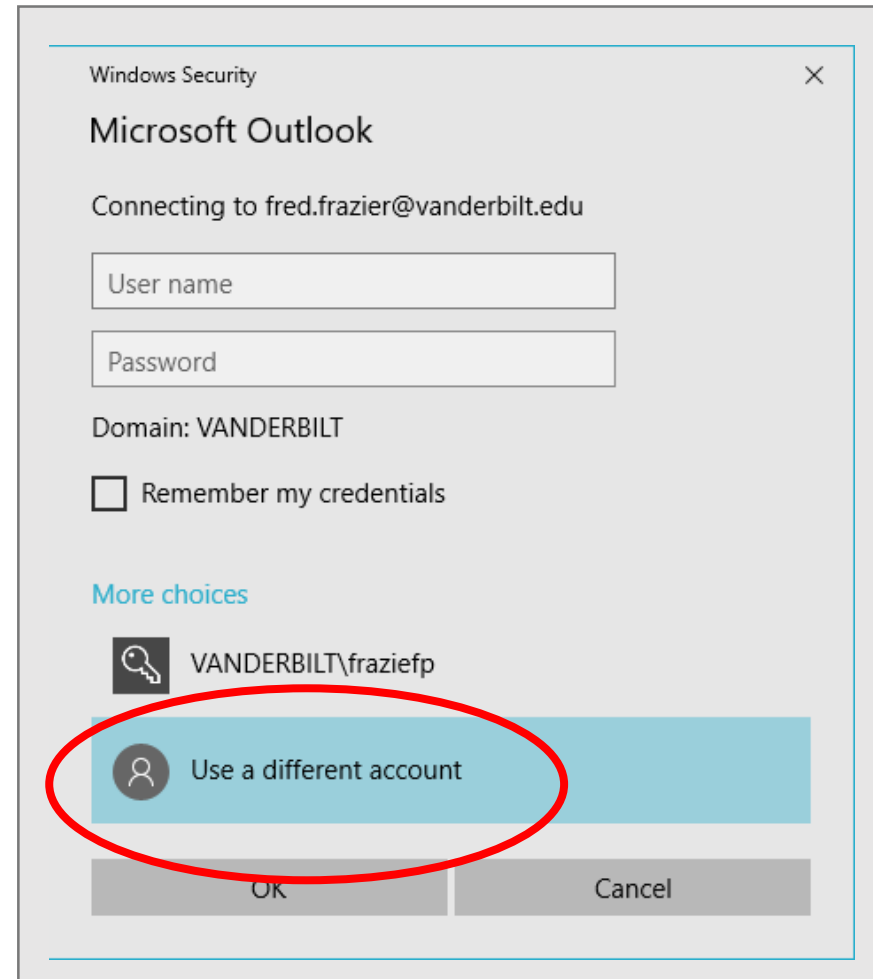 Windows Security
Microsoft Outlook
Connecting to fred.frazier@vanderbilt.edu
User name
Password
Domain: VANDERBILT
Remember my credentials
More choices
VANDERBILT\fraziefp
Use a different account
OK
Cancel